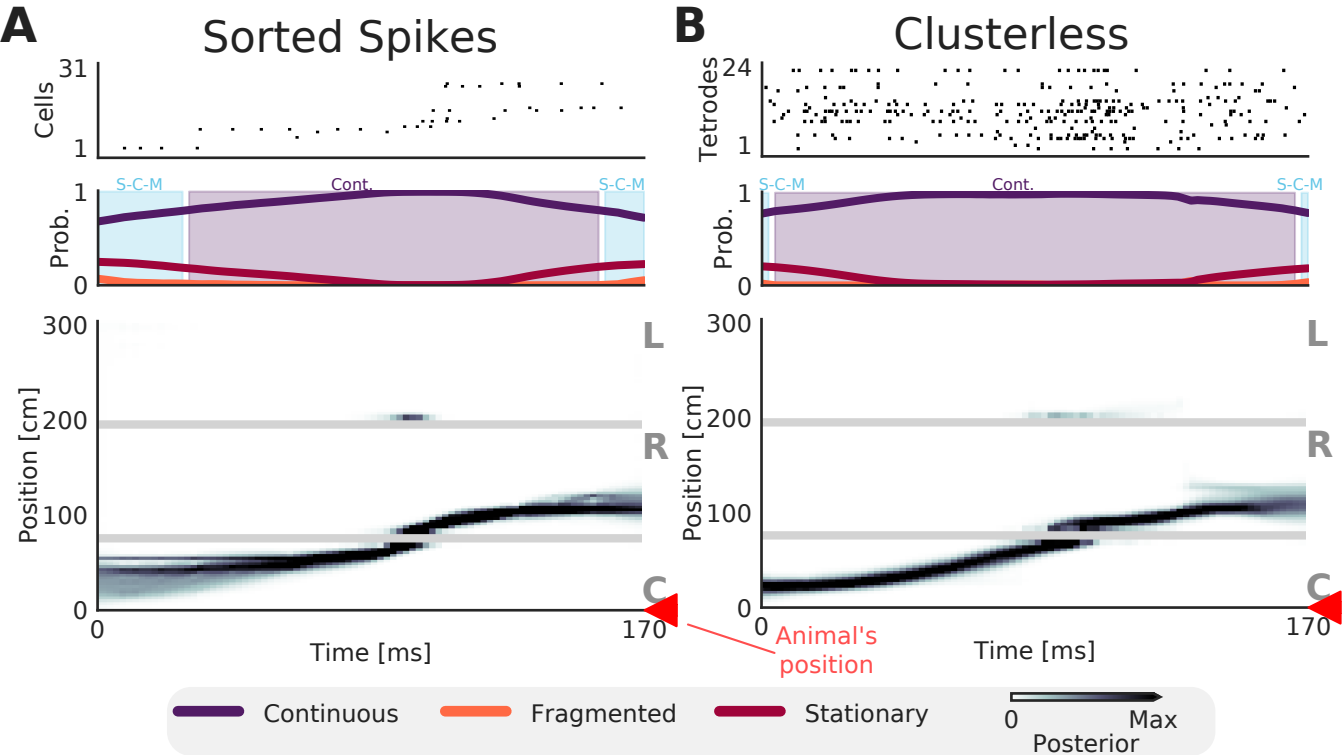 A
Sorted Spikes
31
Cells
1
S-C-M
Cont.
S-C-M
1
Prob.
0
300
L
200
R
Position [cm]
100
C
0
0
170
Time [ms]
B
Clusterless
24
Tetrodes
1
S-C-M
Cont.
S-C-M
1
Prob.
0
300
L
200
R
Position [cm]
100
C
0
0
170
Time [ms]
Animal's
position
Continuous
Fragmented
Stationary
0
Max
Posterior